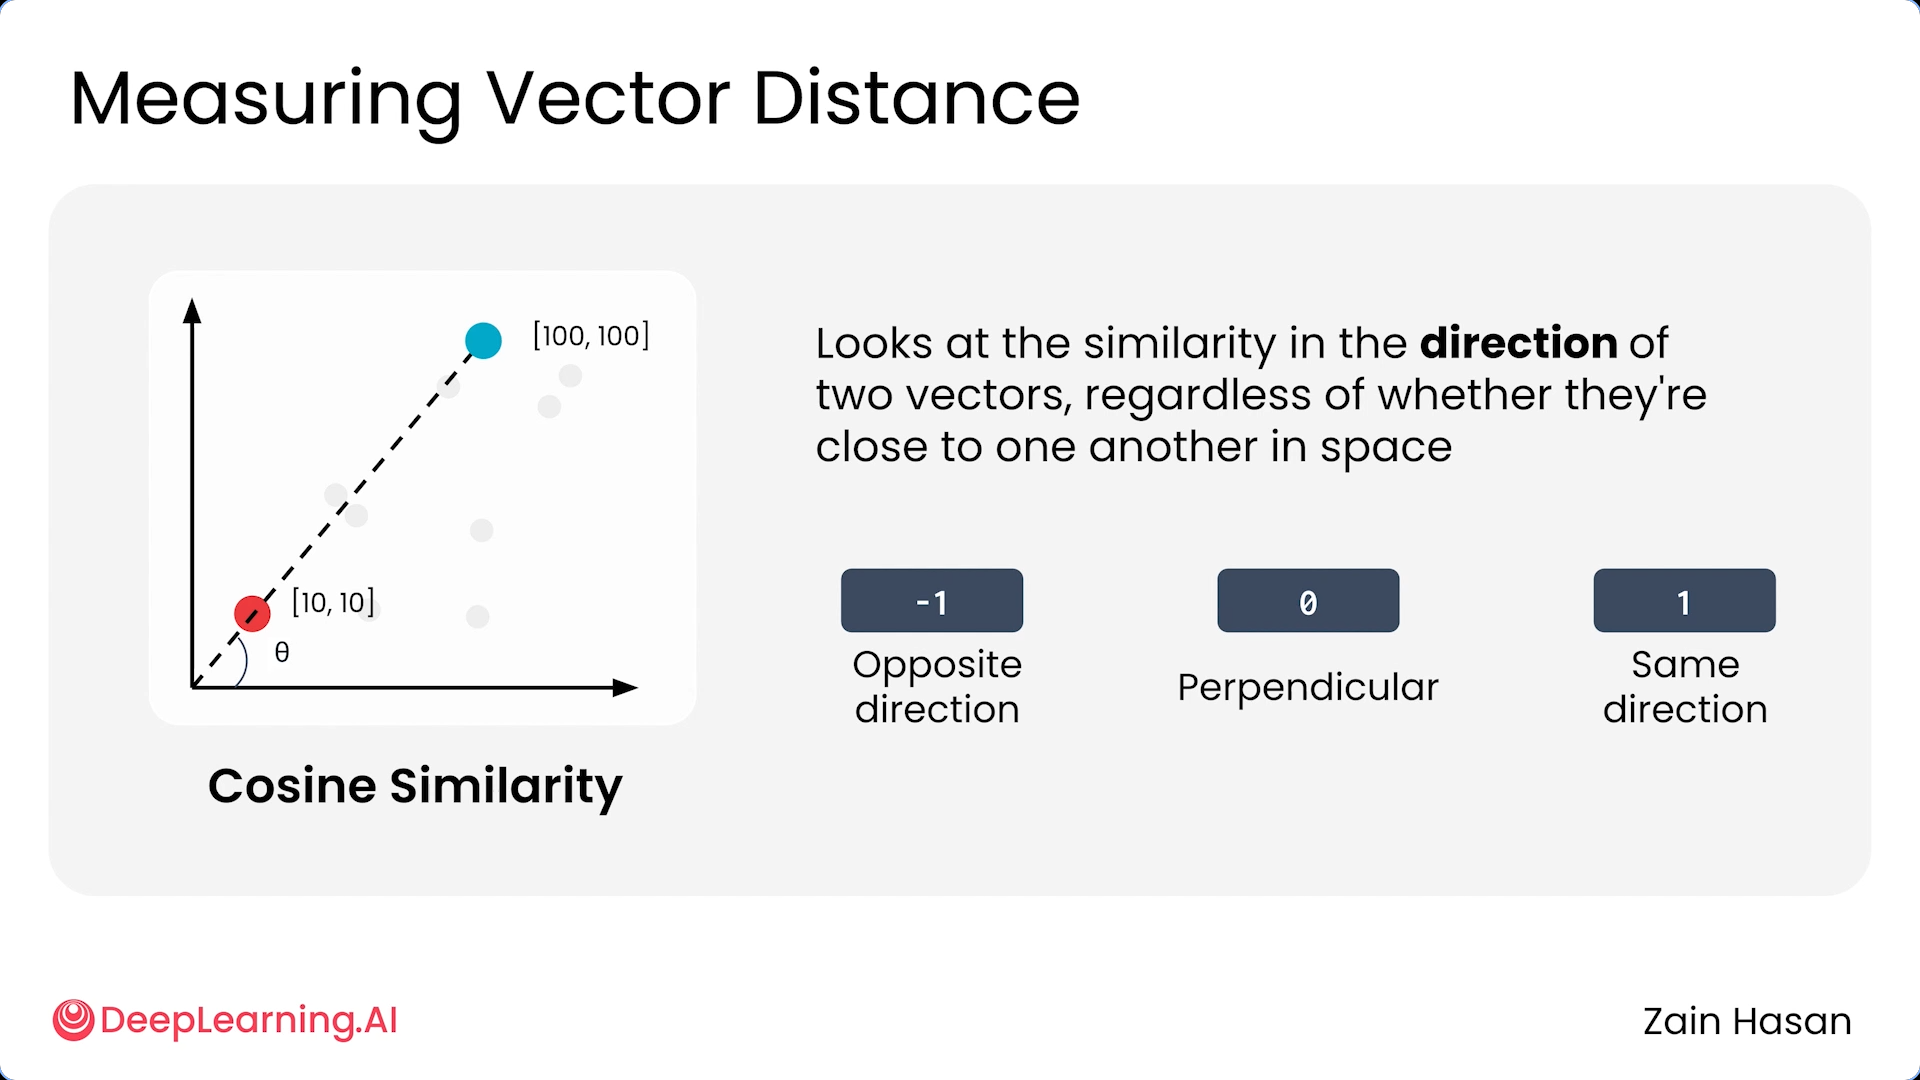 Measuring Vector Distance
[100, 100]
[10, 10]
θ
Cosine Similarity
Looks at the similarity in the direction of
two vectors, regardless of whether they're
close to one another in space
-1
Opposite
direction
0
Perpendicular
1
Same
direction
DeepLearning.AI
Zain Hasan